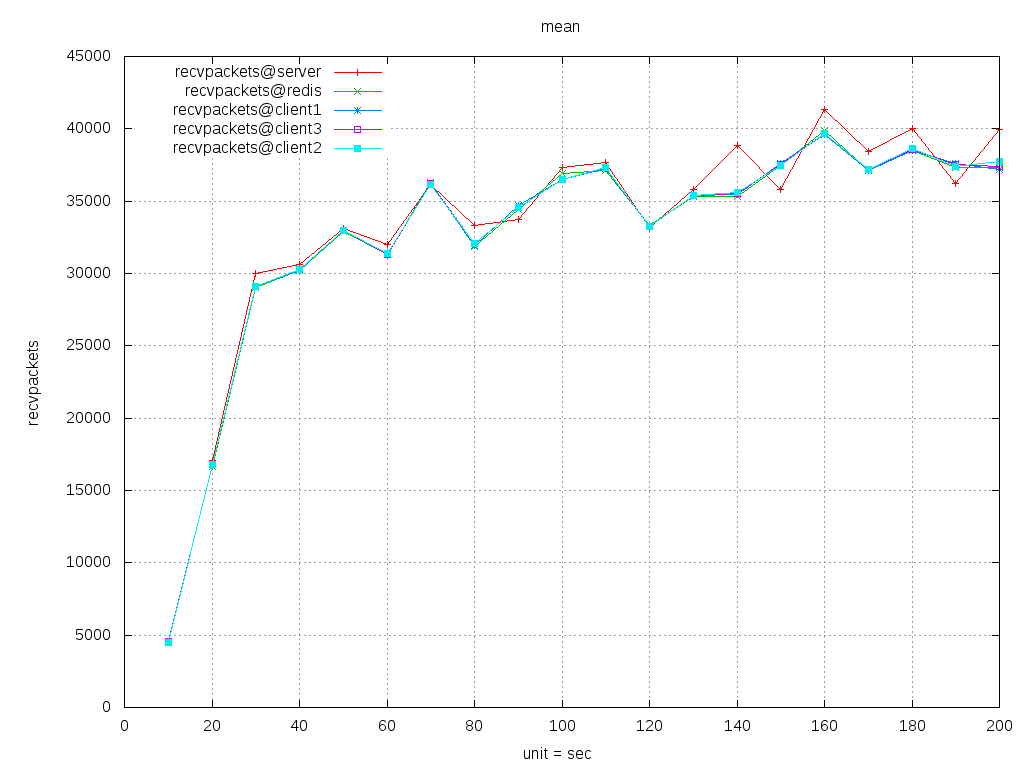 mean
recvpackets
45000
40000
35000
30000
25000
20000
15000
10000
5000
0
recvpackets@server
recvpackets@redis
recvpackets@client1
recvpackets@client3
recvpackets@client2
0 20 40 60 80 100 120 140 160 180 200
unit = sec